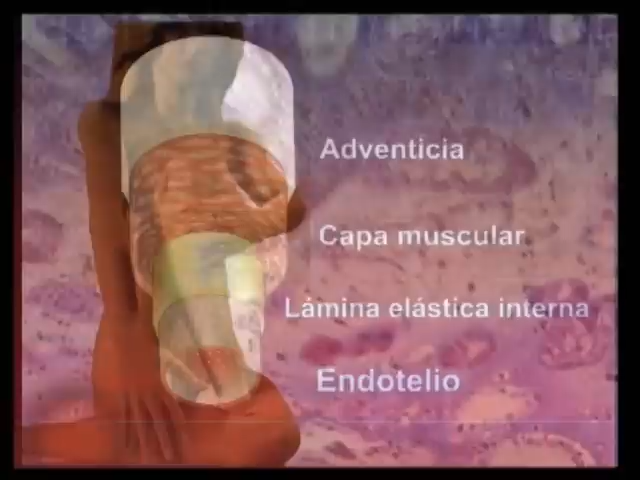 Adventicia
Capa muscular
Lámina elástica interna
Endotelio